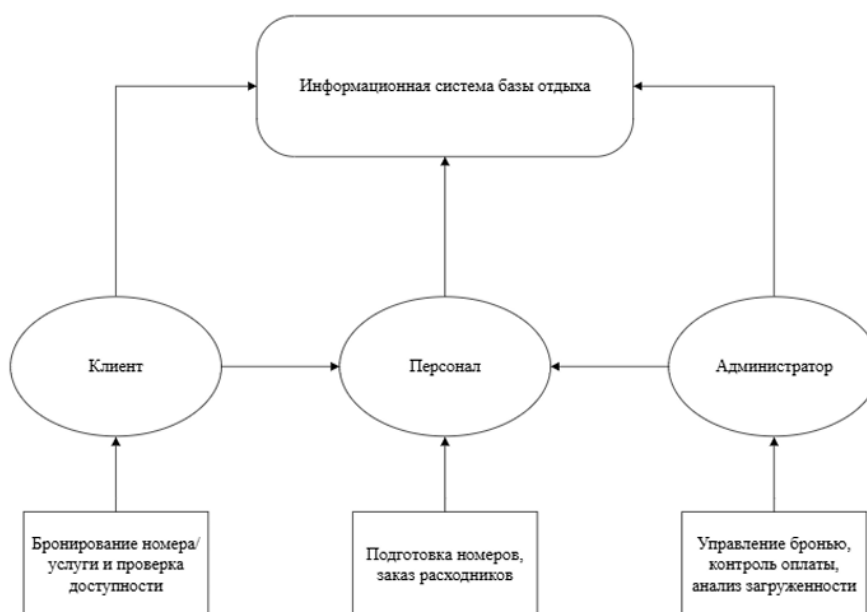 Информационная система базы отдыха
Клиент
Персонал
Администратор
Бронирование номера/
услуги и проверка
доступности
Подготовка номеров,
заказ расходников
Управление бронью,
контроль оплаты,
анализ загруженности